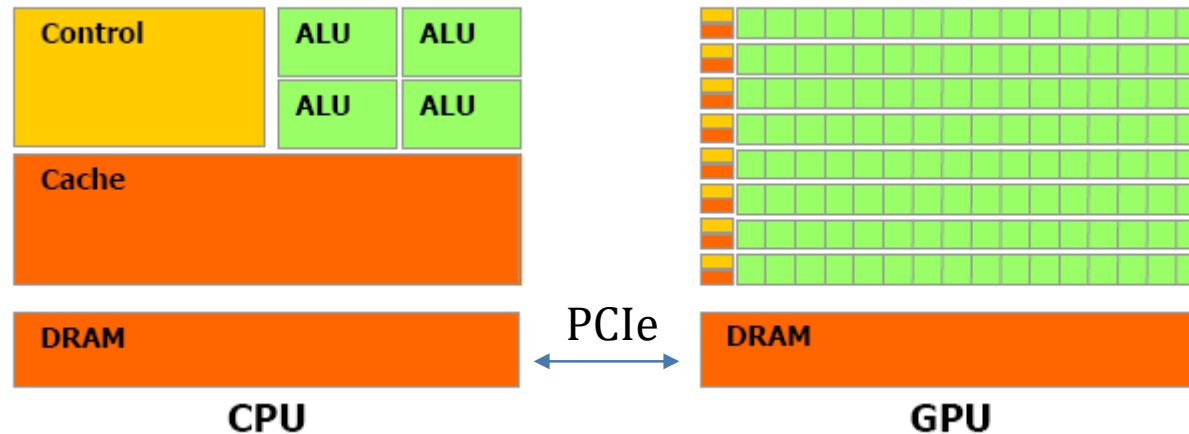 Control
ALU ALU
ALU ALU
Cache
DRAM
CPU
PCIe
DRAM
GPU